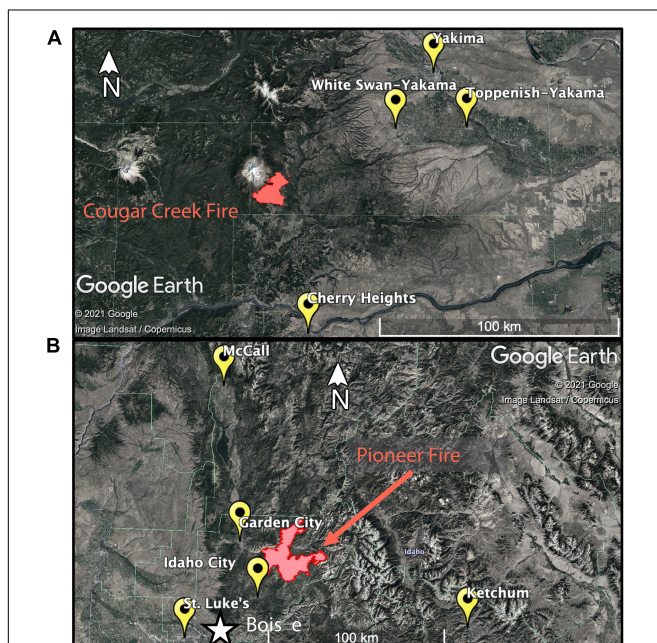 A
N
Yakima
White Swan-Yakama
Toppenish-Yakama
Cougar Creek Fire
Google Earth
© 2021 Google
Image Landsat / Copernicus
Cherry Heights
100 km
B
McCall
N
Google Earth
© 2021 Google
Image Landsat / Copernicus
Pioneer Fire
Garden City
Idaho City
Idaho
St. Luke's
Ketchum
Bois e
100 km